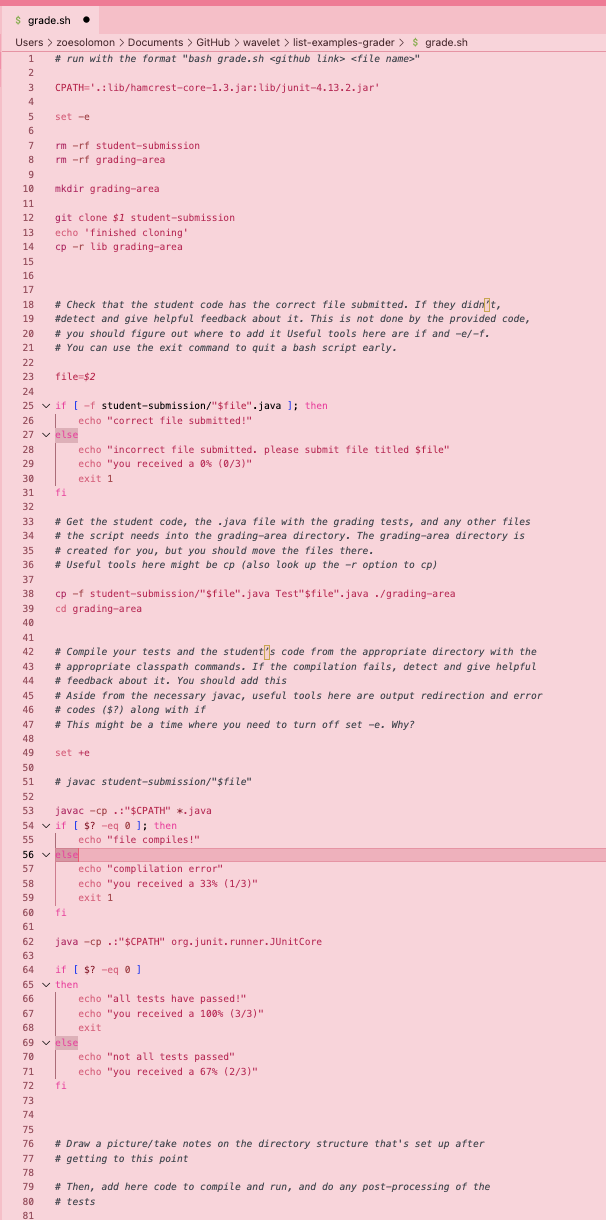 $ grade.sh ●
Users > zoesolomon > Documents > GitHub > wavelet > list-examples-grader > $ grade.sh
1 # run with the format "bash grade.sh <github link> <file name>"
2
3 CPATH='.:lib/hamcrest-core-1.3.jar:lib/junit-4.13.2.jar'
4
5 set -e
6
7 rm -rf student-submission
8 rm -rf grading-area
9
10 mkdir grading-area
11
12 git clone $1 student-submission
13 echo 'finished cloning'
14 cp -r lib grading-area
15
16
17
18 # Check that the student code has the correct file submitted. If they didn’t,
19 #detect and give helpful feedback about it. This is not done by the provided code,
20 # you should figure out where to add it Useful tools here are if and -e/-f.
21 # You can use the exit command to quit a bash script early.
22
23 file=$2
24
25 if [ -f student-submission/"$file".java ]; then
26 echo "correct file submitted!"
27 else
28 echo "incorrect file submitted. please submit file titled $file"
29 echo "you received a 0% (0/3)"
30 exit 1
31 fi
32
33 # Get the student code, the .java file with the grading tests, and any other files
34 # the script needs into the grading-area directory. The grading-area directory is
35 # created for you, but you should move the files there.
36 # Useful tools here might be cp (also look up the -r option to cp)
37
38 cp -f student-submission/"$file".java Test"$file".java ./grading-area
39 cd grading-area
40
41
42 # Compile your tests and the student’s code from the appropriate directory with the
43 # appropriate classpath commands. If the compilation fails, detect and give helpful
44 # feedback about it. You should add this
45 # Aside from the necessary javac, useful tools here are output redirection and error
46 # codes ($?) along with if
47 # This might be a time where you need to turn off set -e. Why?
48
49 set +e
50
51 # javac student-submission/"$file"
52
53 javac -cp .:"$CPATH" *.java
54 if [ $? -eq 0 ]; then
55 echo "file compiles!"
56 else
57 echo "complilation error"
58 echo "you received a 33% (1/3)"
59 exit 1
60 fi
61
62 java -cp .:"$CPATH" org.junit.runner.JUnitCore
63
64 if [ $? -eq 0 ]
65 then
66 echo "all tests have passed!"
67 echo "you received a 100% (3/3)"
68 exit
69 else
70 echo "not all tests passed"
71 echo "you received a 67% (2/3)"
72 fi
73
74
75
76 # Draw a picture/take notes on the directory structure that's set up after
77 # getting to this point
78
79 # Then, add here code to compile and run, and do any post-processing of the
80 # tests
81